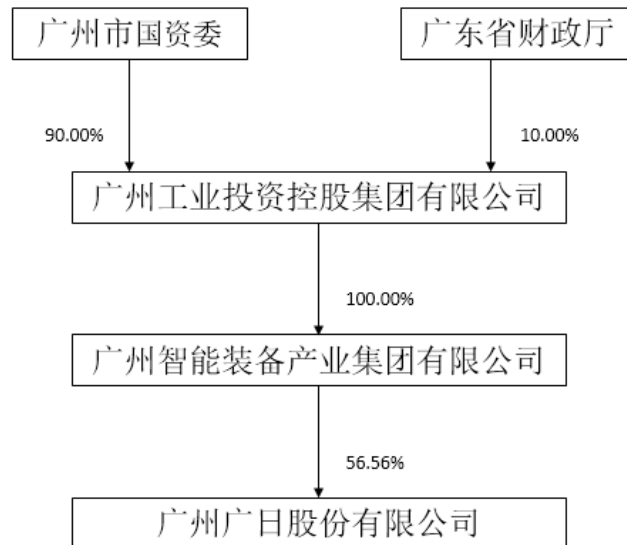 广州市国资委
广东省财政厅
90.00%
10.00%
广州工业投资控股集团有限公司
100.00%
广州智能装备产业集团有限公司
56.56%
广州广日股份有限公司